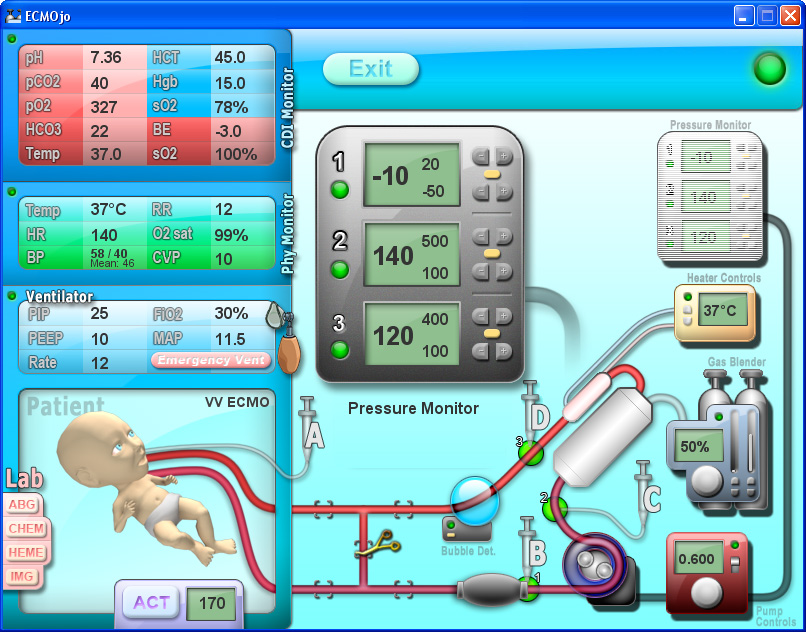 ECMOjo
pH 7.36 HCT 45.0
pCO2 40 Hgb 15.0
pO2 327 sO2 78%
HCO3 22 BE -3.0
Temp 37.0 sO2 100%
CDI Monitor
Exit
Temp 37°C RR 12
HR 140 O2 sat 99%
BP 58 / 40 CVP 10
Mean: 46
Phy Monitor
Ventilator
PIP 25 FiO2 30%
PEEP 10 MAP 11.5
Rate 12 Emergency Vent
1
-10 20
-50
2
140 500
100
3
120 400
100
Pressure Monitor
Pressure Monitor
1 -10
2 140
3 120
Heater Controls
37°C
Gas Blender
50%
Patient VV ECMO
A
D
3
C
2
B
1
Bubble Det.
0.600
Pump
Controls
Lab
ABG
CHEM
HEME
IMG
ACT 170